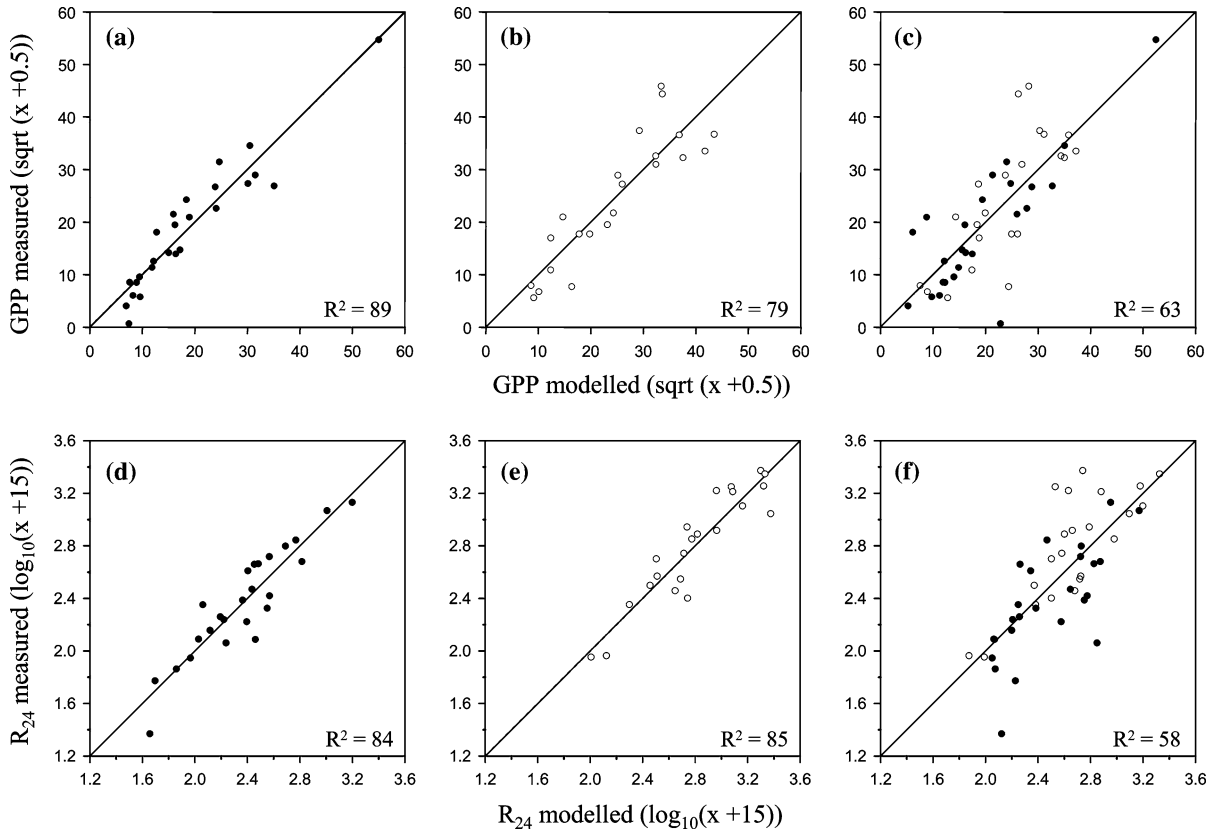 GPP measured (sqrt (x +0.5))
60
50
40
30
20
10
0
(a)
R² = 89
0 10 20 30 40 50 60
60
50
40
30
20
10
0
(b)
R² = 79
0 10 20 30 40 50 60
60
50
40
30
20
10
0
(c)
R² = 63
0 10 20 30 40 50 60
GPP modelled (sqrt (x +0.5))
R₂₄ measured (log₁₀(x +15))
3.6
3.2
2.8
2.4
2.0
1.6
1.2
(d)
R² = 84
1.2 1.6 2.0 2.4 2.8 3.2 3.6
3.6
3.2
2.8
2.4
2.0
1.6
1.2
(e)
R² = 85
1.2 1.6 2.0 2.4 2.8 3.2 3.6
3.6
3.2
2.8
2.4
2.0
1.6
1.2
(f)
R² = 58
1.2 1.6 2.0 2.4 2.8 3.2 3.6
R₂₄ modelled (log₁₀(x +15))